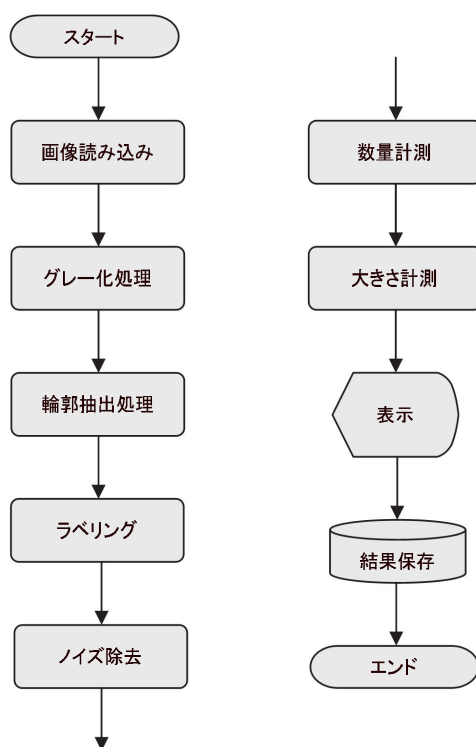 スタート
画像読み込み
グレー化処理
輪郭抽出処理
ラベリング
ノイズ除去
数量計測
大きさ計測
表示
結果保存
エンド